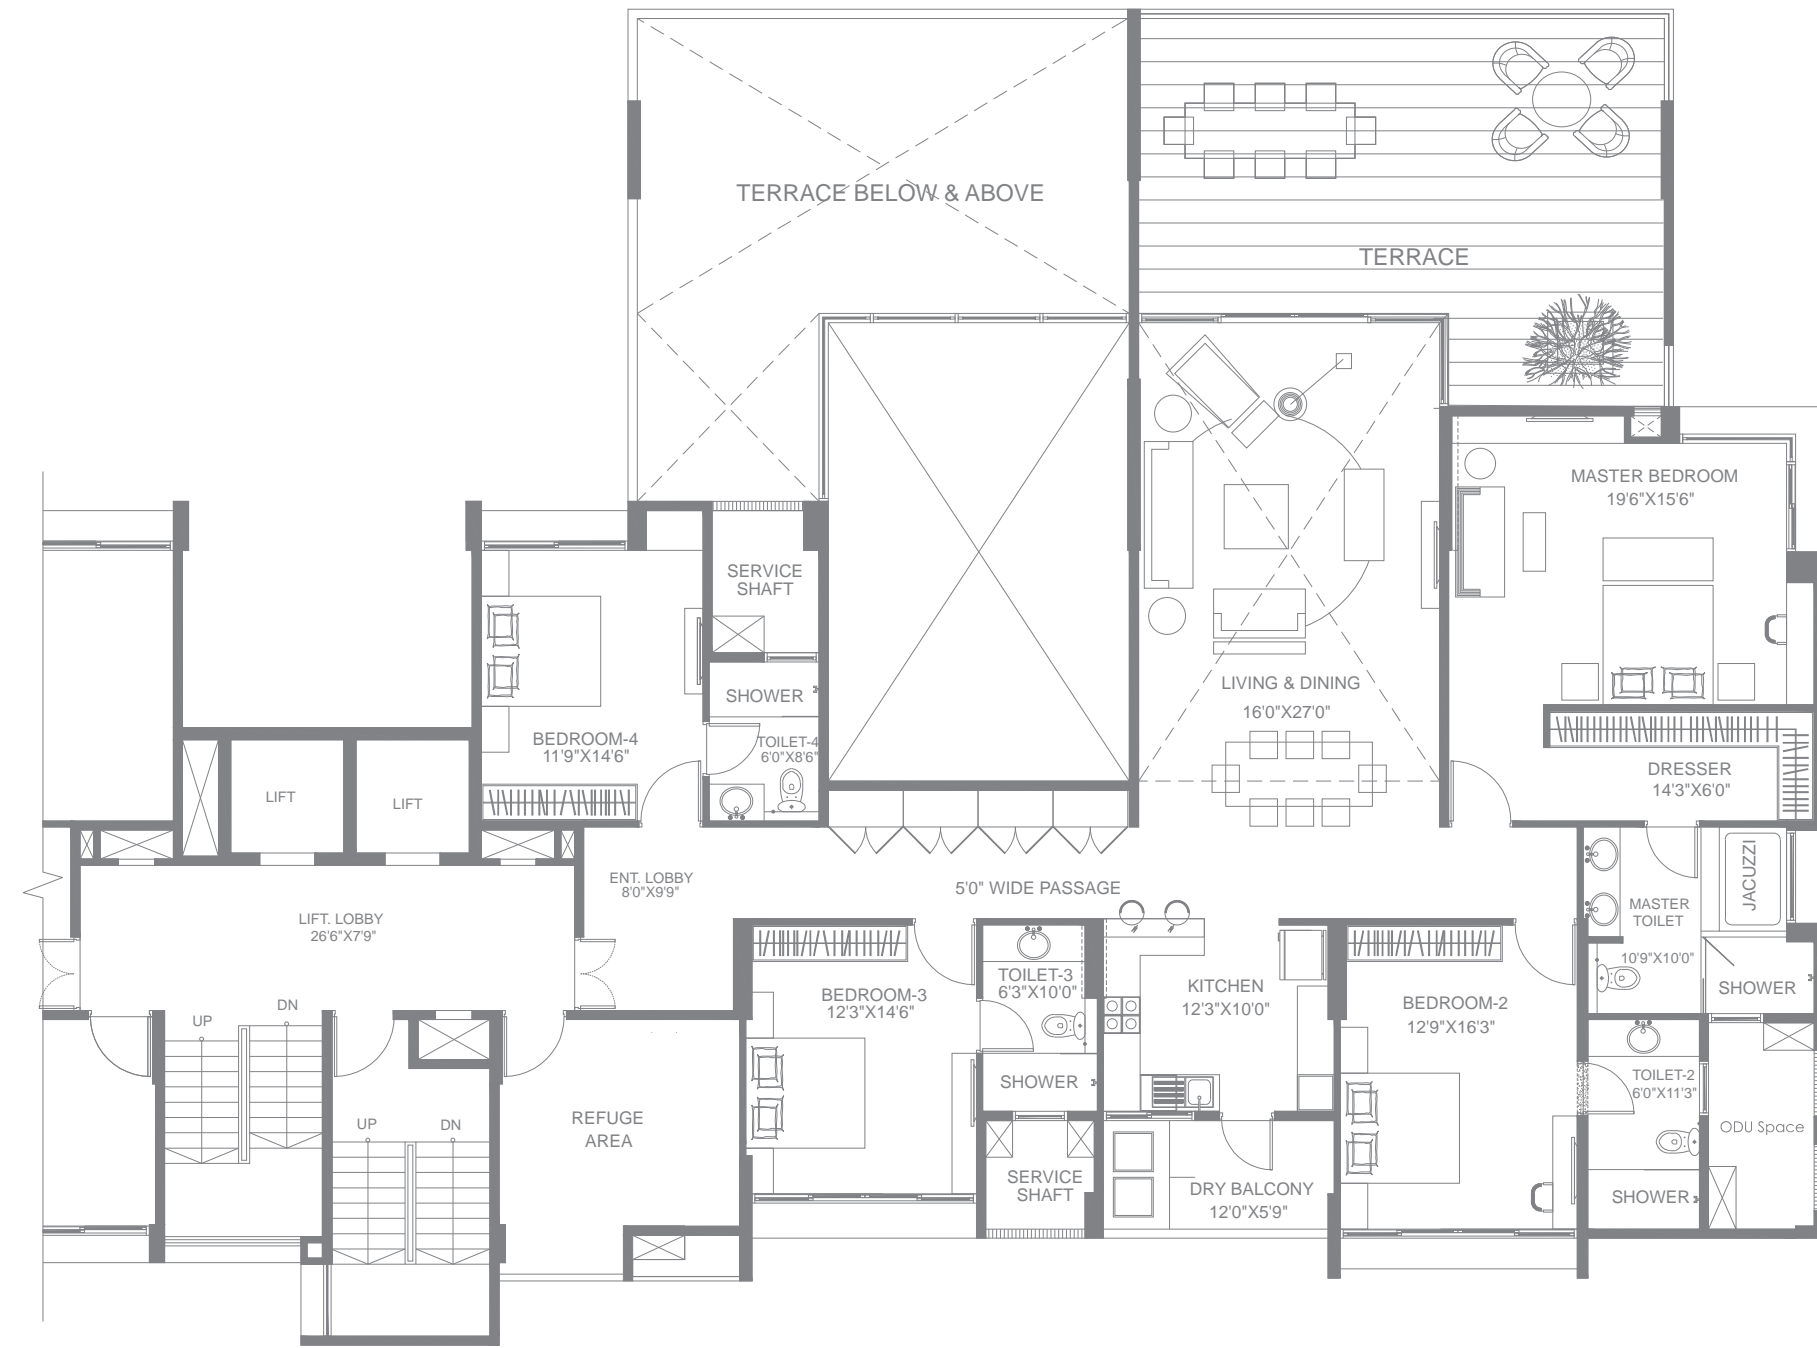 TERRACE BELOW & ABOVE
TERRACE
MASTER BEDROOM
19'6"X15'6"
SERVICE
SHAFT
SHOWER
LIVING & DINING
16'0"X27'0"
BEDROOM-4
11'9"X14'6"
TOILET-4
6'0"X8'6"
DRESSER
14'3"X6'0"
LIFT
LIFT
ENT. LOBBY
8'0"X9'9"
5'0" WIDE PASSAGE
JACUZZI
MASTER
TOILET
10'9"X10'0"
LIFT. LOBBY
26'6"X7'9"
TOILET-3
6'3"X10'0"
KITCHEN
12'3"X10'0"
BEDROOM-3
12'3"X14'6"
BEDROOM-2
12'9"X16'3"
SHOWER
UP
DN
SHOWER
TOILET-2
6'0"X11'3"
REFUGE
AREA
UP
DN
ODU Space
SERVICE
SHAFT
DRY BALCONY
12'0"X5'9"
SHOWER